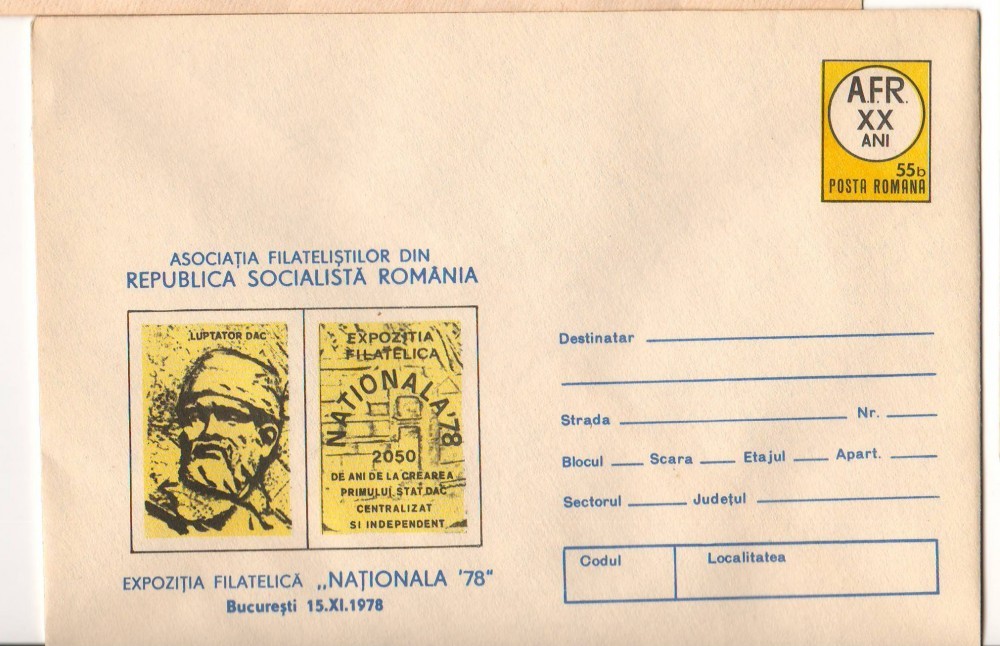 A.F.R.
XX
ANI
55b
POSTA ROMANA
ASOCIAȚIA FILATELIȘTILOR DIN
REPUBLICA SOCIALISTĂ ROMÂNIA
LUPTATOR DAC
EXPOZITIA
FILATELICA
NATIONALA '78
2050
DE ANI DE LA CREAREA
PRIMULUI STAT DAC
CENTRALIZAT
SI INDEPENDENT
EXPOZIȚIA FILATELICĂ „NAȚIONALA '78"
București 15.XI.1978
Destinatar
Strada Nr.
Blocul Scara Etajul Apart.
Sectorul Județul
Codul Localitatea